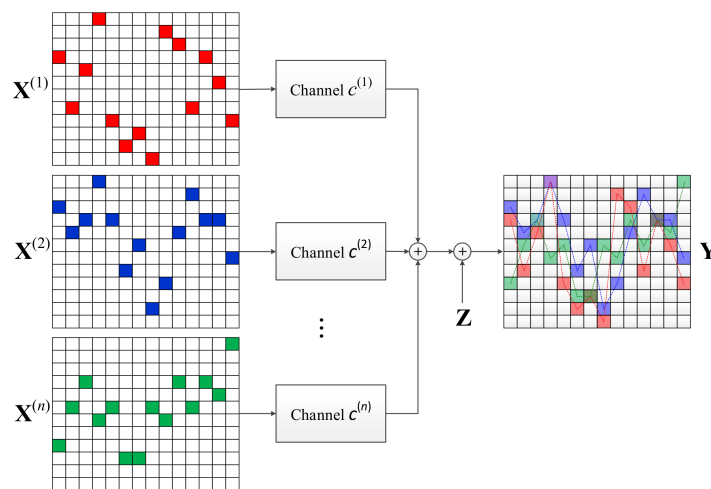 X⁽¹⁾
Channel c⁽¹⁾
X⁽²⁾
Channel c⁽²⁾
+
+
Y
Z
⋮
X⁽ⁿ⁾
Channel c⁽ⁿ⁾